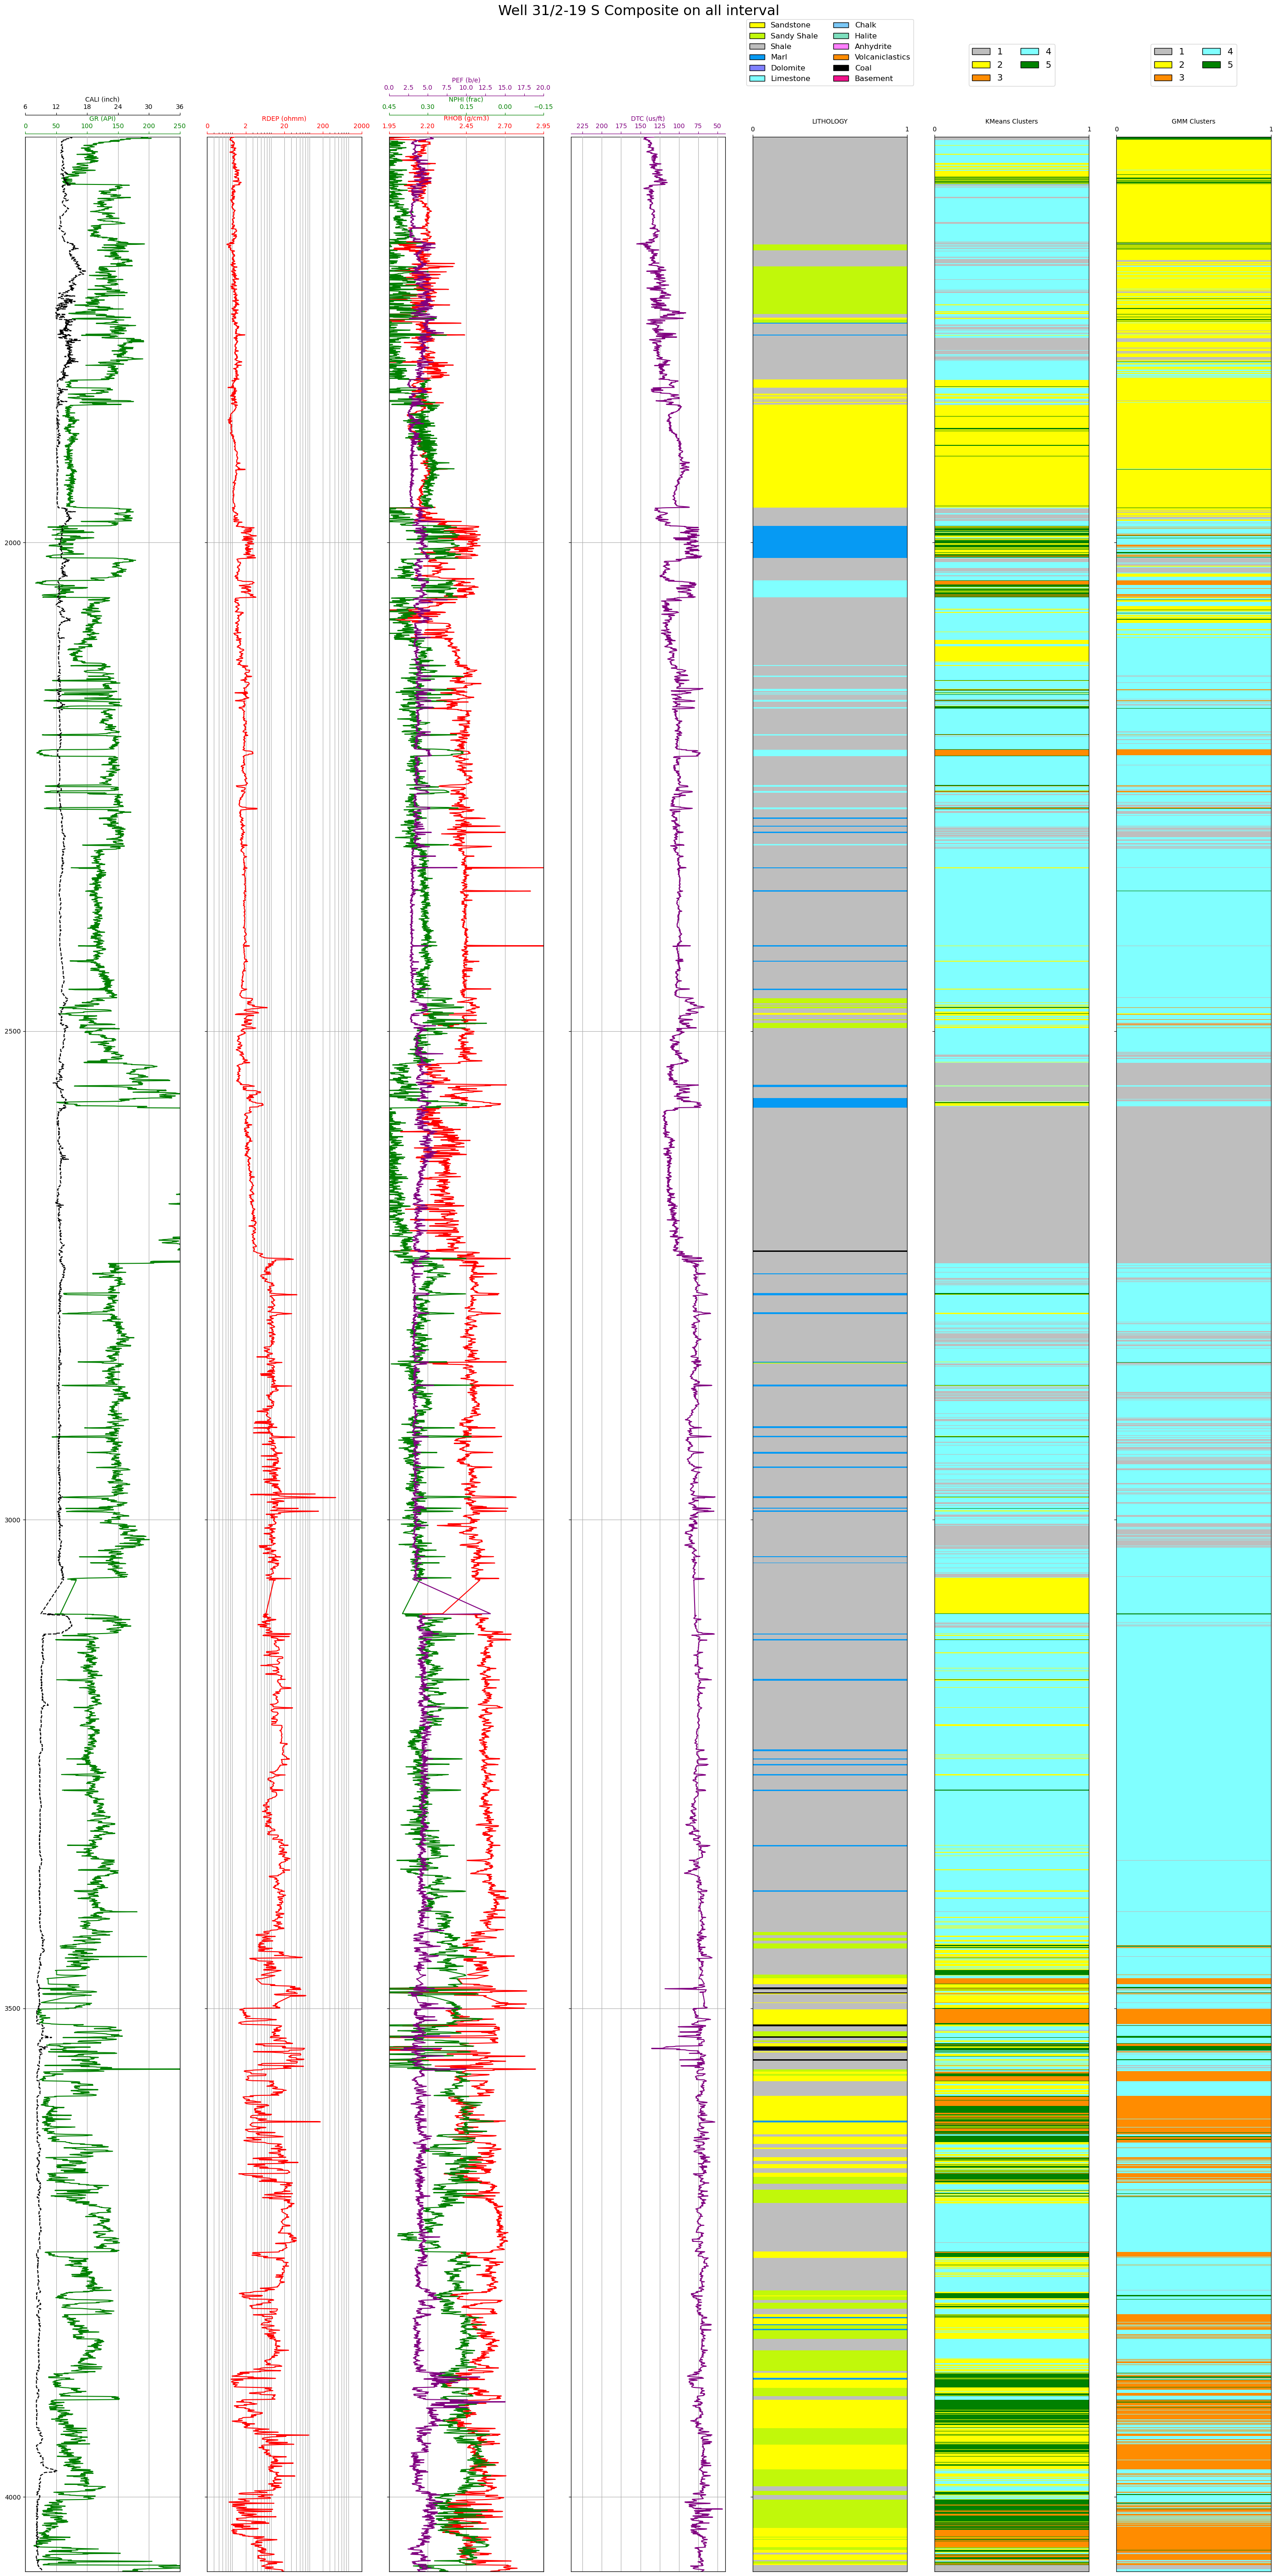 Well 31/2-19 S Composite on all interval
Sandstone Chalk
Sandy Shale Halite
Shale Anhydrite
Marl Volcaniclastics
Dolomite Coal
Limestone Basement
1 4
2 5
3
1 4
2 5
3
PEF (b/e)
0.0 2.5 5.0 7.5 10.0 12.5 15.0 17.5 20.0
CALI (inch)
6 12 18 24 30 36
NPHI (frac)
0.45 0.30 0.15 0.00 −0.15
GR (API)
0 50 100 150 200 250
RDEP (ohmm)
0 2 20 200 2000
RHOB (g/cm3)
1.95 2.20 2.45 2.70 2.95
DTC (us/ft)
225 200 175 150 125 100 75 50
LITHOLOGY
0 1
KMeans Clusters
0 1
GMM Clusters
0 1
2000
2500
3000
3500
4000